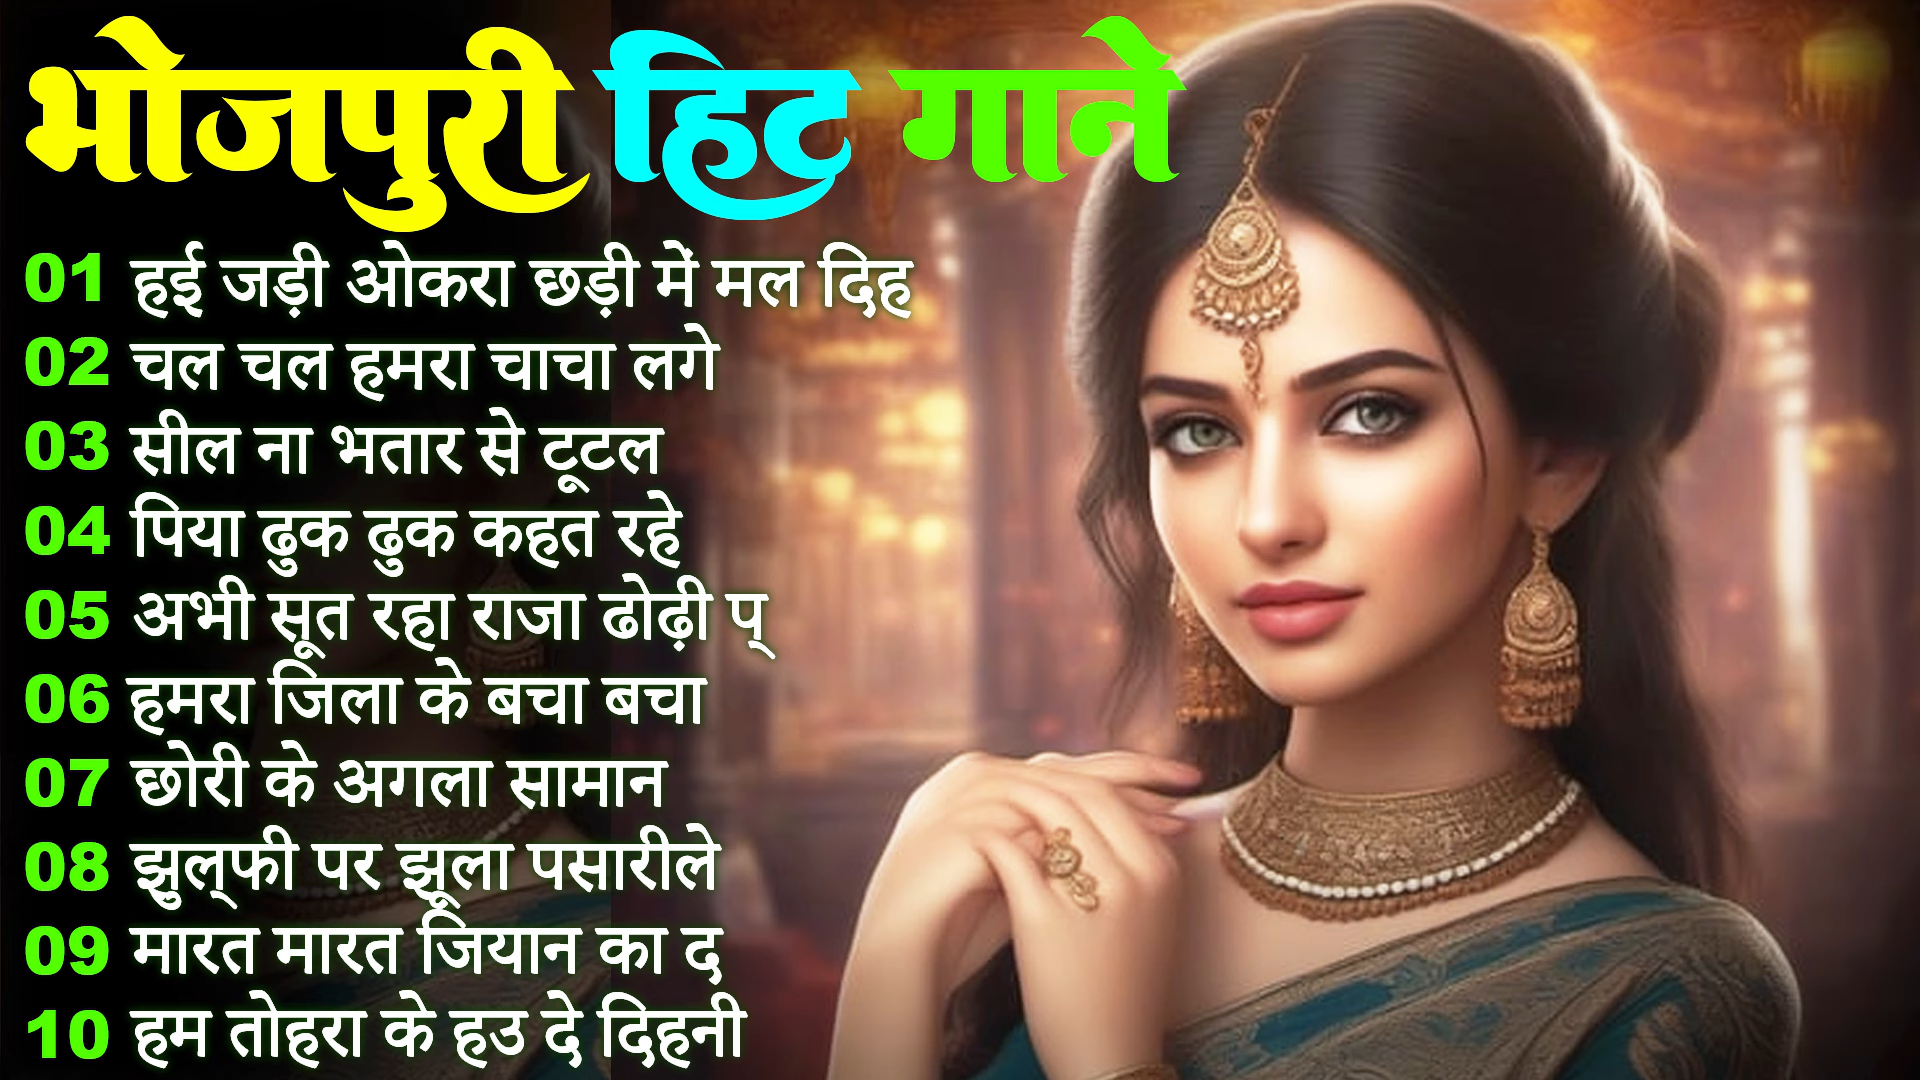 भोजपुरी हिट गाने
01 हई जड़ी ओकरा छड़ी में मल दिह
02 चल चल हमरा चाचा लगे
03 सील ना भतार से टूटल
04 पिया ढुक ढुक कहत रहे
05 अभी सूत रहा राजा ढोढ़ी प्
06 हमरा जिला के बचा बचा
07 छोरी के अगला सामान
08 झुल्फी पर झूला पसारीले
09 मारत मारत जियान का द
10 हम तोहरा के हउ दे दिहनी